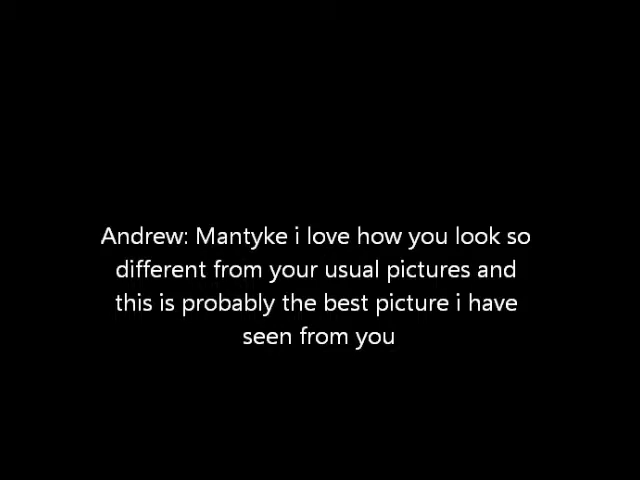 Andrew: Mantyke i love how you look so
different from your usual pictures and
this is probably the best picture i have
seen from you